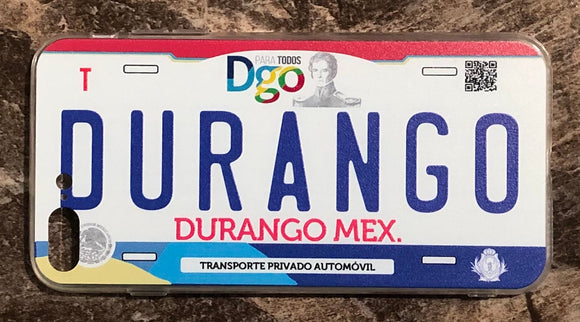 PARA TODOS
Dgo
T
DURANGO
DURANGO MEX.
TRANSPORTE PRIVADO AUTOMÓVIL